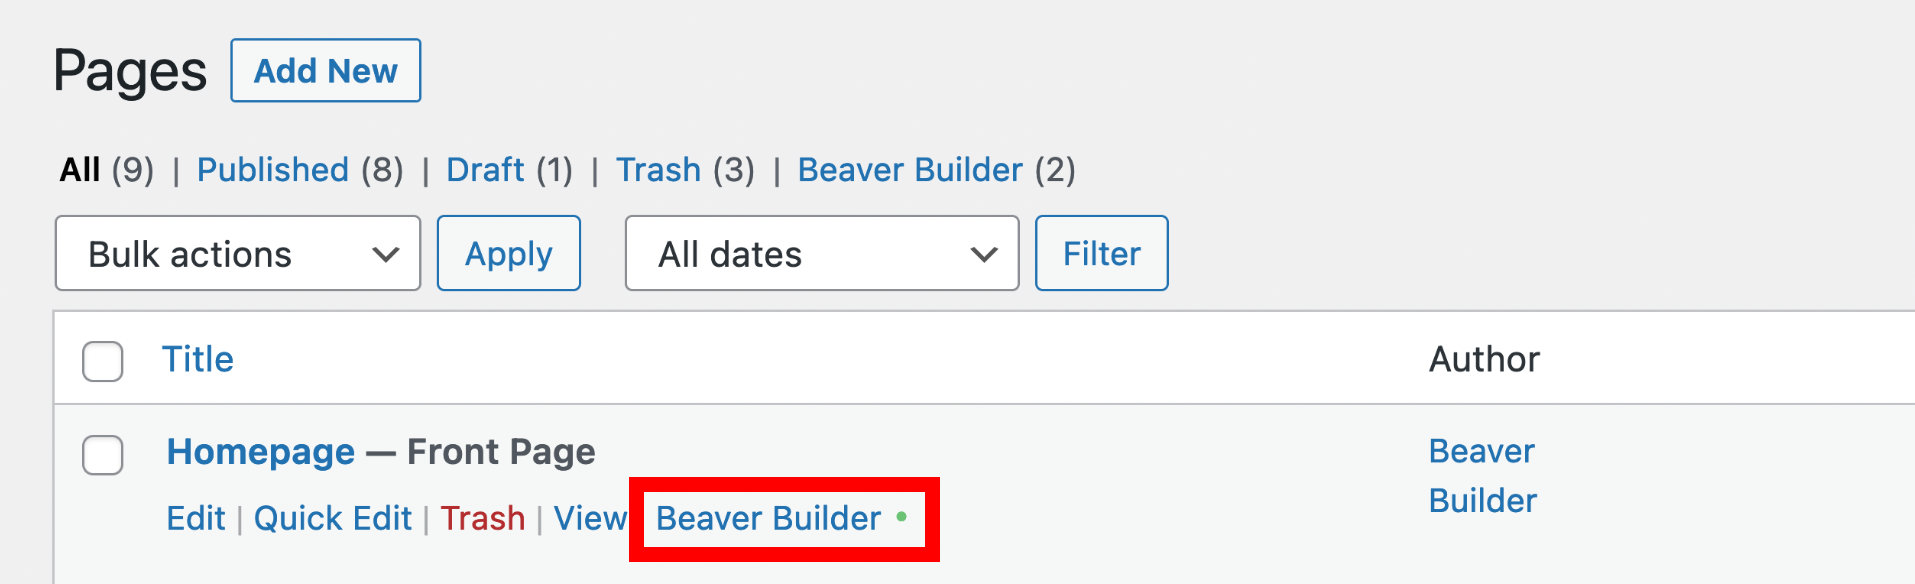 Pages Add New
All (9) | Published (8) | Draft (1) | Trash (3) | Beaver Builder (2)
Bulk actions Apply All dates Filter
Title Author
Homepage — Front Page Beaver
Edit | Quick Edit | Trash | View Beaver Builder Builder